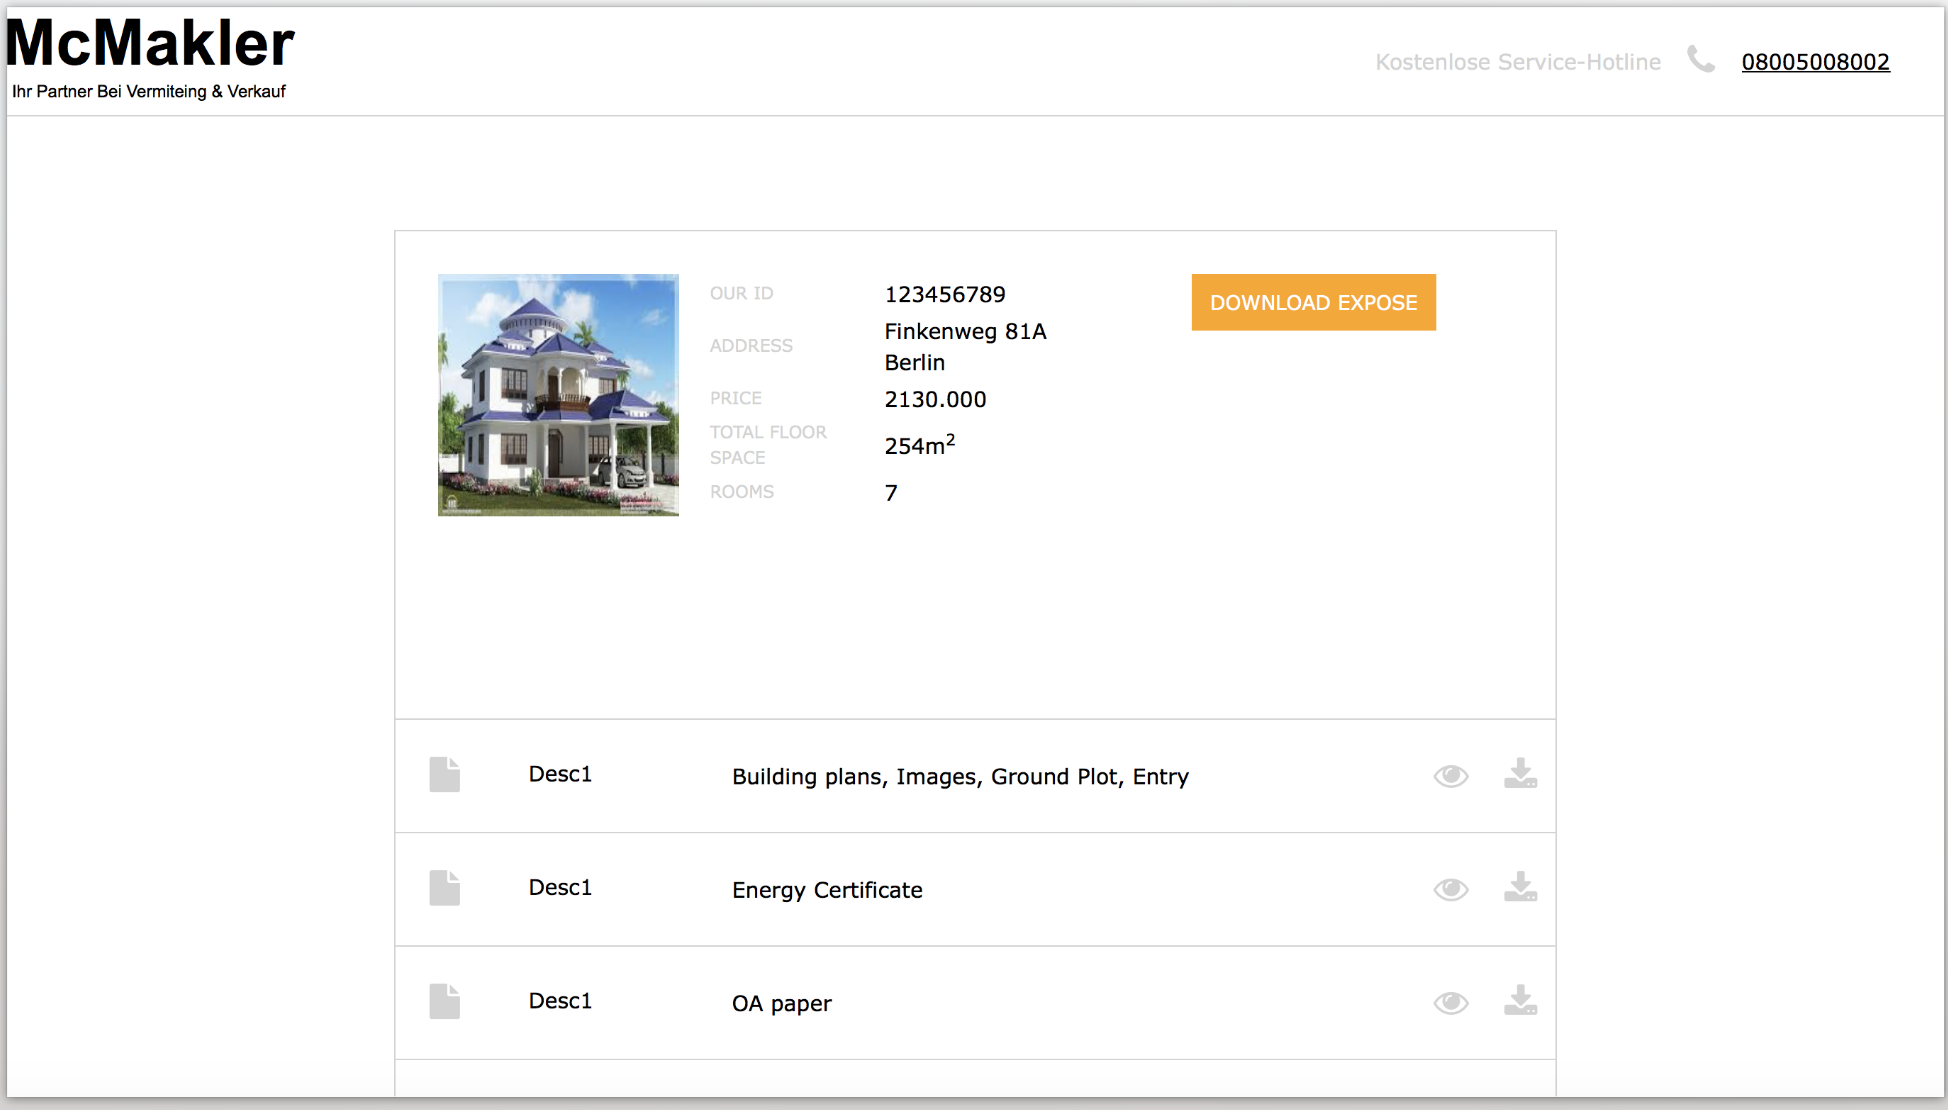 McMakler
Ihr Partner Bei Vermiteing & Verkauf
Kostenlose Service-Hotline 08005008002
OUR ID 123456789
ADDRESS Finkenweg 81A
Berlin
PRICE 2130.000
TOTAL FLOOR
SPACE 254m²
ROOMS 7
DOWNLOAD EXPOSE
Desc1 Building plans, Images, Ground Plot, Entry
Desc1 Energy Certificate
Desc1 OA paper